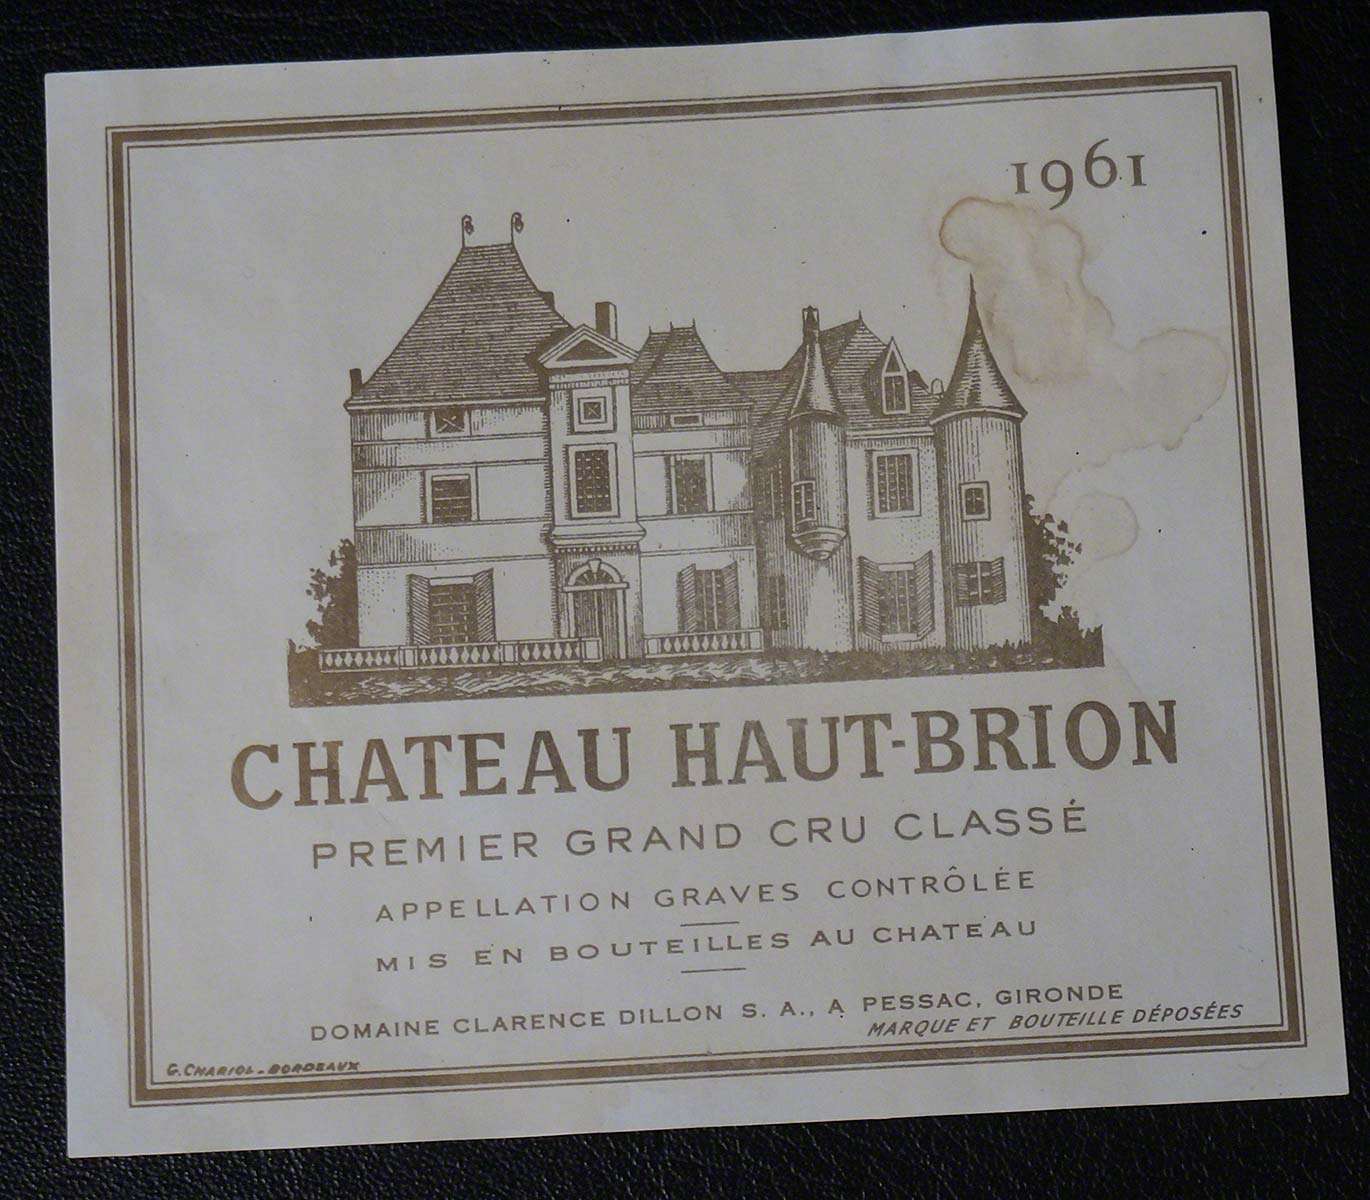 1961
CHATEAU HAUT-BRION
PREMIER GRAND CRU CLASSÉ
APPELLATION GRAVES CONTRÔLÉE
MIS EN BOUTEILLES AU CHATEAU
DOMAINE CLARENCE DILLON S. A., A PESSAC, GIRONDE
MARQUE ET BOUTEILLE DÉPOSÉES
G. CHARIOL - BORDEAUX